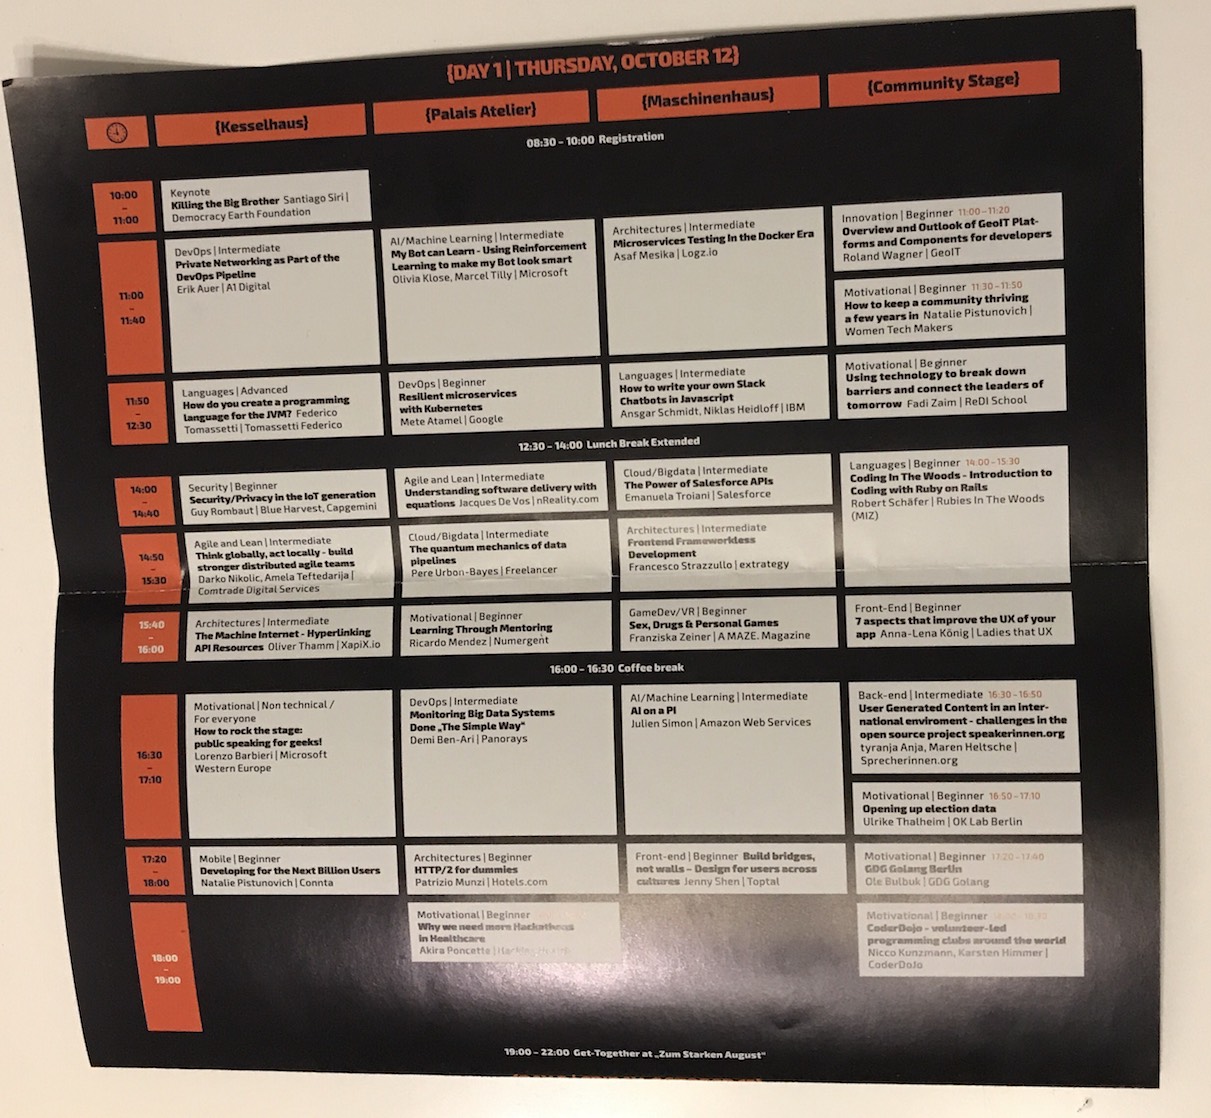 {DAY 1 | THURSDAY, OCTOBER 12}
{Kesselhaus}
{Palais Atelier}
{Maschinenhaus}
{Community Stage}
08:30 – 10:00 Registration
10:00
–
11:00
Keynote
Killing the Big Brother Santiago Siri |
Democracy Earth Foundation
11:00
–
11:40
DevOps | Intermediate
Private Networking as Part of the
DevOps Pipeline
Erik Auer | A1 Digital
AI/Machine Learning | Intermediate
My Bot can Learn - Using Reinforcement
Learning to make my Bot look smart
Olivia Klose, Marcel Tilly | Microsoft
Architectures | Intermediate
Microservices Testing In the Docker Era
Asaf Mesika | Logz.io
Innovation | Beginner 11:00–11:20
Overview and Outlook of GeoIT Plat-
forms and Components for developers
Roland Wagner | GeoIT
Motivational | Beginner 11:30–11:50
How to keep a community thriving
a few years in Natalie Pistunovich |
Women Tech Makers
11:50
–
12:30
Languages | Advanced
How do you create a programming
language for the JVM? Federico
Tomassetti | Tomassetti Federico
DevOps | Beginner
Resilient microservices
with Kubernetes
Mete Atamel | Google
Languages | Intermediate
How to write your own Slack
Chatbots in Javascript
Ansgar Schmidt, Niklas Heidloff | IBM
Motivational | Beginner
Using technology to break down
barriers and connect the leaders of
tomorrow Fadi Zaim | ReDI School
12:30 – 14:00 Lunch Break Extended
14:00
–
14:40
Security | Beginner
Security/Privacy in the IoT generation
Guy Rombaut | Blue Harvest, Capgemini
Agile and Lean | Intermediate
Understanding software delivery with
equations Jacques De Vos | nReality.com
Cloud/Bigdata | Intermediate
The Power of Salesforce APIs
Emanuela Troiani | Salesforce
Languages | Beginner 14:00–15:30
Coding In The Woods - Introduction to
Coding with Ruby on Rails
Robert Schäfer | Rubies In The Woods
(MIZ)
14:50
–
15:30
Agile and Lean | Intermediate
Think globally, act locally - build
stronger distributed agile teams
Darko Nikolic, Amela Teftedarija |
Comtrade Digital Services
Cloud/Bigdata | Intermediate
The quantum mechanics of data
pipelines
Pere Urbon-Bayes | Freelancer
Architectures | Intermediate
Frontend Frameworkless
Development
Francesco Strazzullo | extrategy
15:40
–
16:00
Architectures | Intermediate
The Machine Internet - Hyperlinking
API Resources Oliver Thamm | XapiX.io
Motivational | Beginner
Learning Through Mentoring
Ricardo Mendez | Numergent
GameDev/VR | Beginner
Sex, Drugs & Personal Games
Franziska Zeiner | A MAZE. Magazine
Front-End | Beginner
7 aspects that improve the UX of your
app Anna-Lena König | Ladies that UX
16:00 – 16:30 Coffee break
16:30
–
17:10
Motivational | Non technical /
For everyone
How to rock the stage:
public speaking for geeks!
Lorenzo Barbieri | Microsoft
Western Europe
DevOps | Intermediate
Monitoring Big Data Systems
Done „The Simple Way“
Demi Ben-Ari | Panorays
AI/Machine Learning | Intermediate
AI on a PI
Julien Simon | Amazon Web Services
Back-end | Intermediate 16:30–16:50
User Generated Content in an inter-
national enviroment - challenges in the
open source project speakerinnen.org
tyranja Anja, Maren Heltsche |
Sprecherinnen.org
Motivational | Beginner 16:50–17:10
Opening up election data
Ulrike Thalheim | OK Lab Berlin
17:20
–
18:00
Mobile | Beginner
Developing for the Next Billion Users
Natalie Pistunovich | Connta
Architectures | Beginner
HTTP/2 for dummies
Patrizio Munzi | Hotels.com
Front-end | Beginner Build bridges,
not walls – Design for users across
cultures Jenny Shen | Toptal
Motivational | Beginner 17:20–17:40
GDG Golang Berlin
Ole Bulbuk | GDG Golang
18:00
–
19:00
Motivational | Beginner
Why we need more Hackathons
in Healthcare
Akira Poncette |
Motivational | Beginner
CoderDojo - volunteer-led
programming clubs around the world
Nicco Kunzmann, Karsten Himmer |
CoderDoJo
19:00 – 22:00 Get-Together at „Zum Starken August“